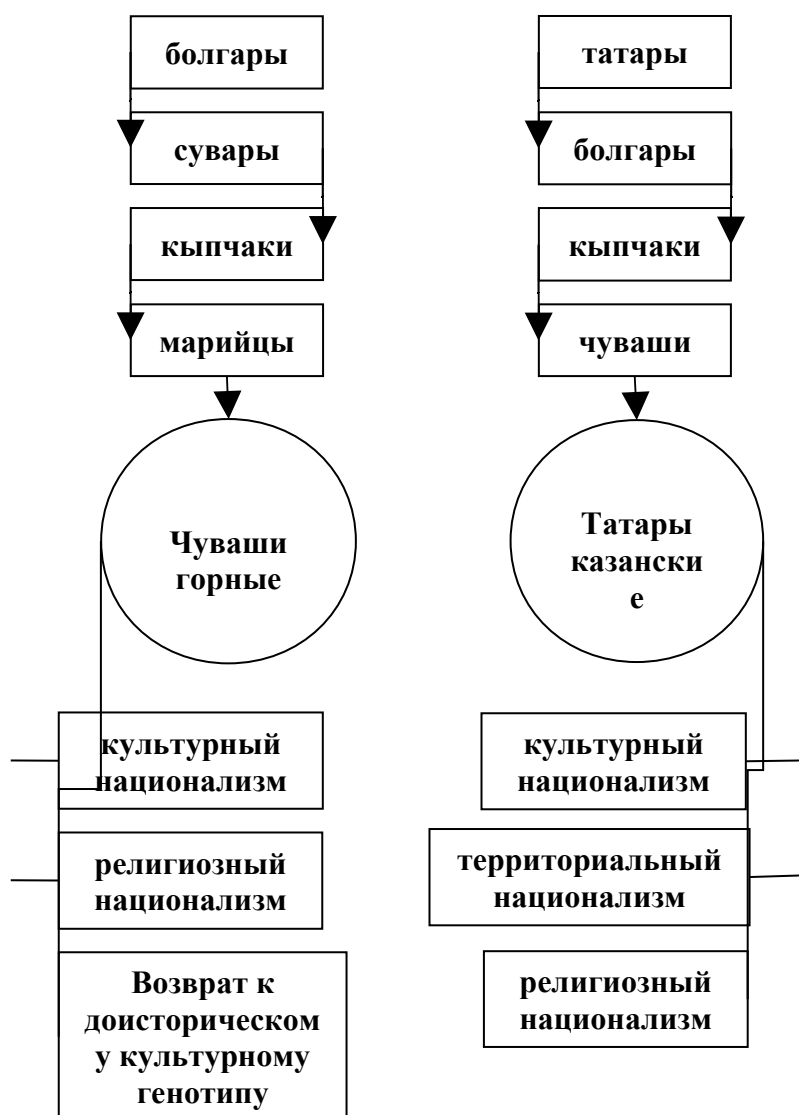 болгары
сувары
кыпчаки
марийцы
Чуваши
горные
культурный
национализм
религиозный
национализм
Возврат к
доисторическом
у культурному
генотипу
татары
болгары
кыпчаки
чуваши
Татары
казански
е
культурный
национализм
территориальный
национализм
религиозный
национализм